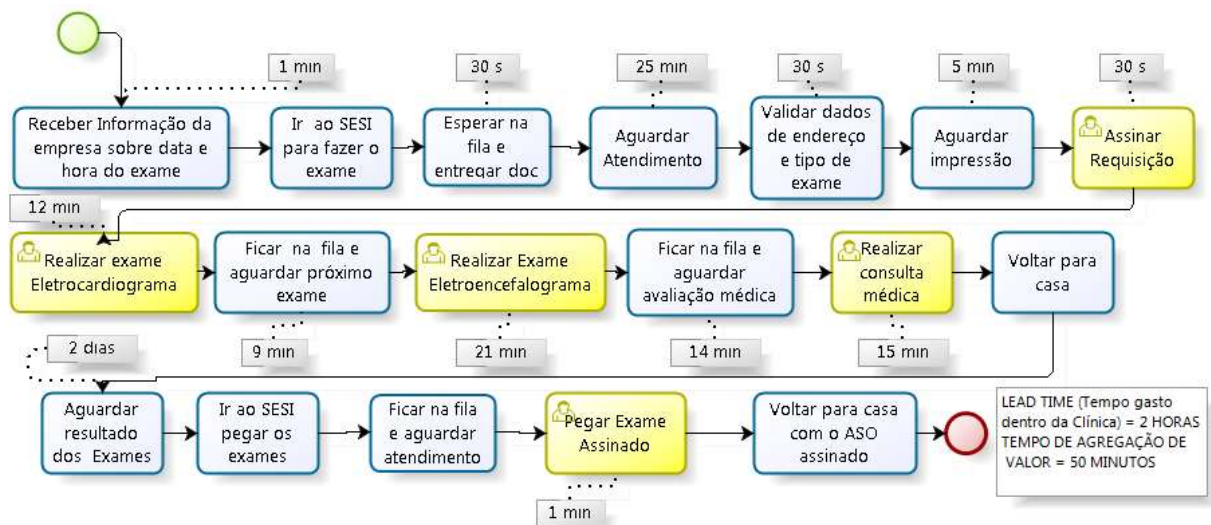 1 min
30 s
25 min
30 s
5 min
30 s
Receber Informação da
empresa sobre data e
hora do exame
Ir ao SESI
para fazer o
exame
Esperar na
fila e
entregar doc
Aguardar
Atendimento
Validar dados
de endereço
e tipo de
exame
Aguardar
impressão
Assinar
Requisição
12 min
Realizar exame
Eletrocardiograma
Ficar na fila e
aguardar próximo
exame
Realizar Exame
Eletroencefalograma
Ficar na fila e
aguardar
avaliação médica
Realizar
consulta
médica
Voltar para
casa
2 dias
9 min
21 min
14 min
15 min
Aguardar
resultado
dos Exames
Ir ao SESI
pegar os
exames
Ficar na fila
e aguardar
atendimento
Pegar Exame
Assinado
Voltar para casa
com o ASO
assinado
LEAD TIME (Tempo gasto
dentro da Clínica) = 2 HORAS
TEMPO DE AGREGAÇÃO DE
VALOR = 50 MINUTOS
1 min